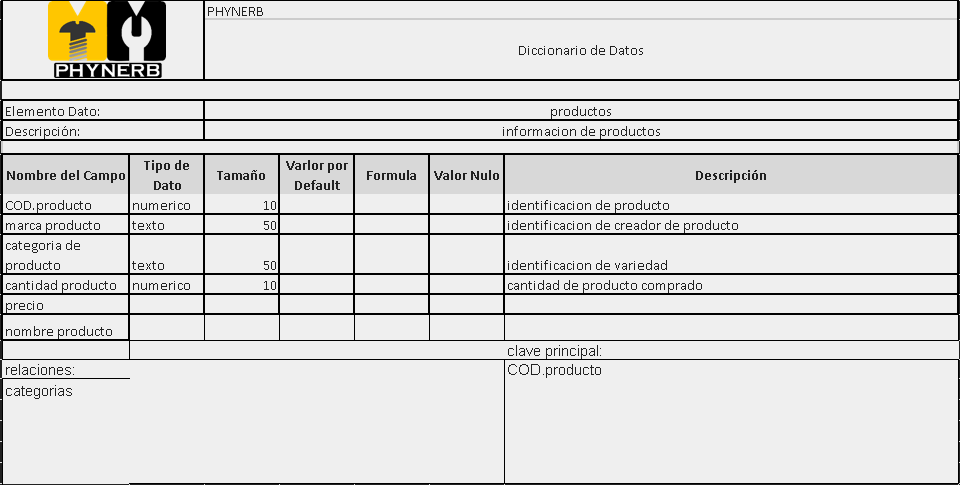 PHYNERB
PHYNERB
Diccionario de Datos
Elemento Dato: productos
Descripción: informacion de productos
Nombre del Campo Tipo de Dato Tamaño Varlor por Default Formula Valor Nulo Descripción
COD.producto numerico 10 identificacion de producto
marca producto texto 50 identificacion de creador de producto
categoria de
producto texto 50 identificacion de variedad
cantidad producto numerico 10 cantidad de producto comprado
precio
nombre producto
clave principal:
relaciones: COD.producto
categorias